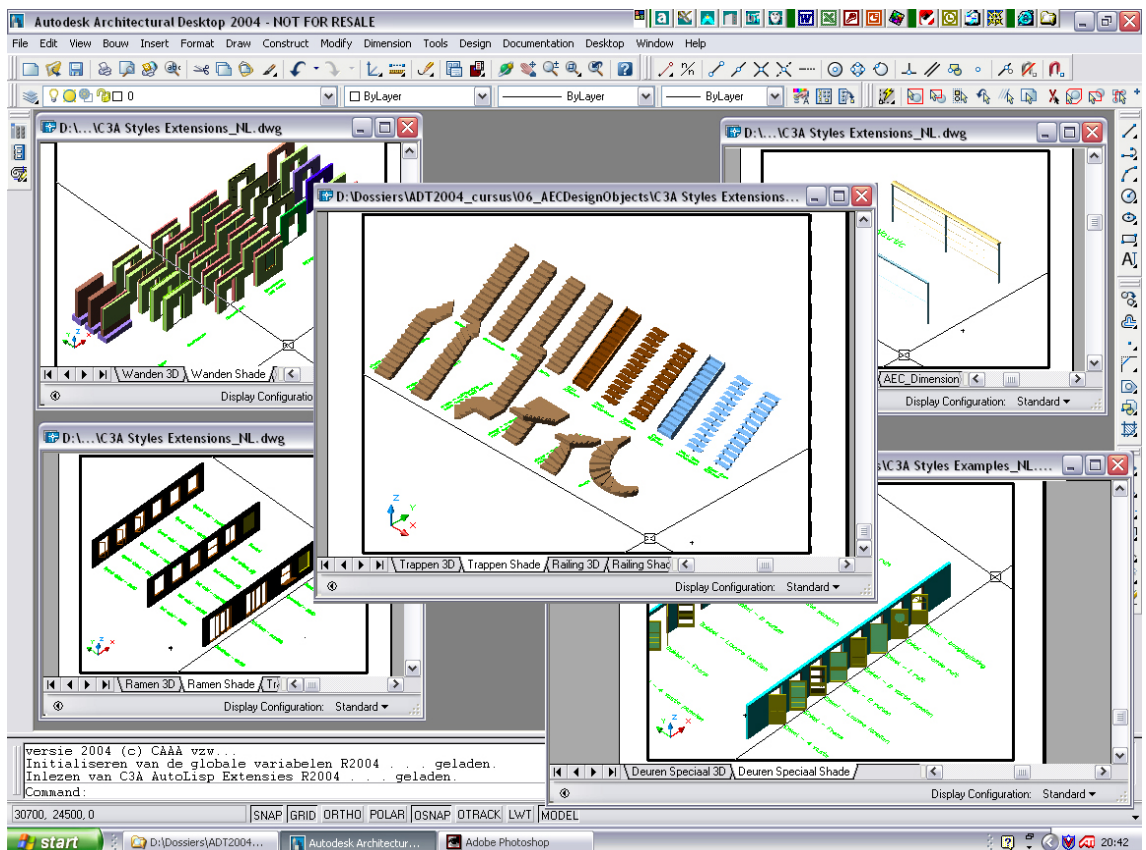 Autodesk Architectural Desktop 2004 - NOT FOR RESALE
File Edit View Bouw Insert Format Draw Construct Modify Dimension Tools Design Documentation Desktop Window Help
0 ByLayer ByLayer ByLayer
D:\...\C3A Styles Extensions_NL.dwg
D:\...\C3A Styles Extensions_NL.dwg
D:\Dossiers\ADT2004_cursus\06_AECDesignObjects\C3A Styles Extensions...
Wanden 3D Wanden Shade
Display Configuration
AEC_Dimension
Display Configuration: Standard
D:\...\C3A Styles Extensions_NL.dwg
\C3A Styles Examples_NL....
Trappen 3D Trappen Shade Railing 3D Railing Shad
Display Configuration: Standard
Ramen 3D Ramen Shade Tr
Display Configuration: Standard
Deuren Speciaal 3D Deuren Speciaal Shade
Display Configuration: Standard
versie 2004 (c) CAAA vzw...
Initialiseren van de globale variabelen R2004 . . . geladen.
Inlezen van C3A AutoLisp Extensies R2004 . . . geladen.
Command:
30700, 24500, 0 SNAP GRID ORTHO POLAR OSNAP OTRACK LWT MODEL
start D:\Dossiers\ADT2004... Autodesk Architectur... Adobe Photoshop 20:42